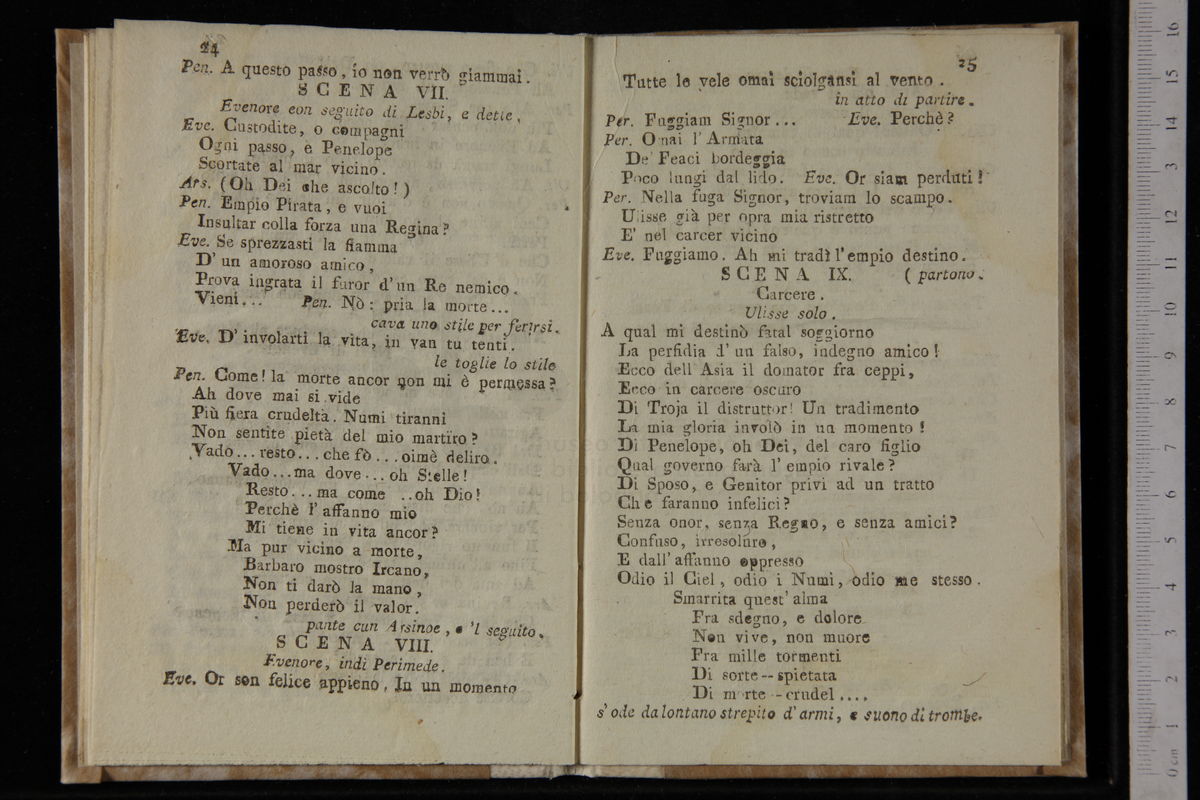 24
Pen. A questo passo, io non verrò giammai.
SCENA VII.
Evenore eon seguito di Lesbi, e dette,
Eve. Custodite, o compagni
Ogni passo, e Penelope
Scortate al mar vicino.
Ars. (Oh Dei che ascolto!)
Pen. Empio Pirata, e vuoi
Insultar colla forza una Regina?
Eve. Se sprezzasti la fiamma
D'un amoroso amico,
Prova ingrata il furor d'un Re nemico.
Vieni... Pen. Nò: pria la morte...
cava uno stile per ferirsi.
Eve. D'involarti la vita, in van tu tenti.
le toglie lo stile
Pen. Come! la morte ancor non mi è permessa?
Ah dove mai si vide
Più fiera crudeltà. Numi tiranni
Non sentite pietà del mio martiro?
Vado... resto... che fò... oimè deliro.
Vado...ma dove... oh Stelle!
Resto...ma come ..oh Dio!
Perchè l'affanno mio
Mi tiene in vita ancor?
Ma pur vicino a morte,
Barbaro mostro Ircano,
Non ti darò la mano,
Non perderò il valor.
pante cun Arsinoe, e 'l seguito.
SCENA VIII.
Evenore, indi Perimede.
Eve. Or son felice appieno, In un momento
25
Tutte le vele omai sciolgansi al vento.
in atto di partire.
Per. Fuggiam Signor... Eve. Perchè?
Per. Omai l'Armata
De' Feaci bordeggia
Poco lungi dal lido. Eve. Or siam perduti!
Per. Nella fuga Signor, troviam lo scampo.
Ulisse già per opra mia ristretto
E' nel carcer vicino
Eve. Fuggiamo. Ah mi tradì l'empio destino.
SCENA IX. (partono.
Carcere.
Ulisse solo.
A qual mi destinò fatal soggiorno
La perfidia d'un falso, indegno amico!
Ecco dell'Asia il domator fra ceppi,
Ecco in carcere oscuro
Di Troja il distruttor! Un tradimento
La mia gloria involò in un momento!
Di Penelope, oh Dei, del caro figlio
Qual governo farà l'empio rivale?
Di Sposo, e Genitor privi ad un tratto
Che faranno infelici?
Senza onor, senza Regno, e senza amici?
Confuso, irresoluto,
E dall'affanno oppresso
Odio il Ciel, odio i Numi, odio me stesso.
Smarrita quest'alma
Fra sdegno, e dolore
Non vive, non muore
Fra mille tormenti
Di sorte -- spietata
Di morte -- crudel....
s'ode da lontano strepito d'armi, e suono di trombe.